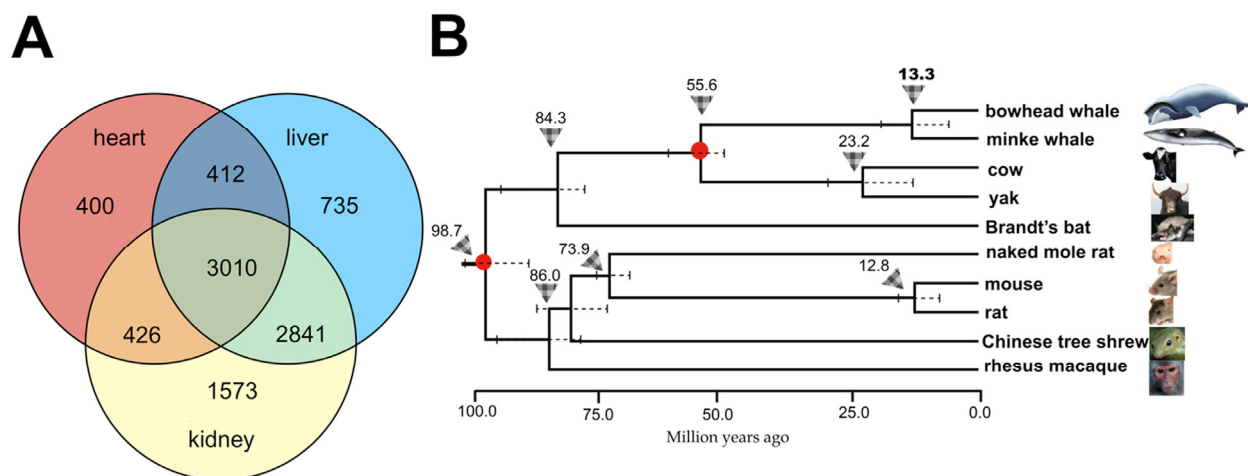 A
heart
liver
412
400
735
3010
426
2841
1573
kidney
B
13.3
55.6
84.3
bowhead whale
minke whale
23.2
cow
yak
Brandt's bat
98.7
73.9
naked mole rat
86.0
12.8
mouse
rat
Chinese tree shrew
rhesus macaque
100.0 75.0 50.0 25.0 0.0
Million years ago